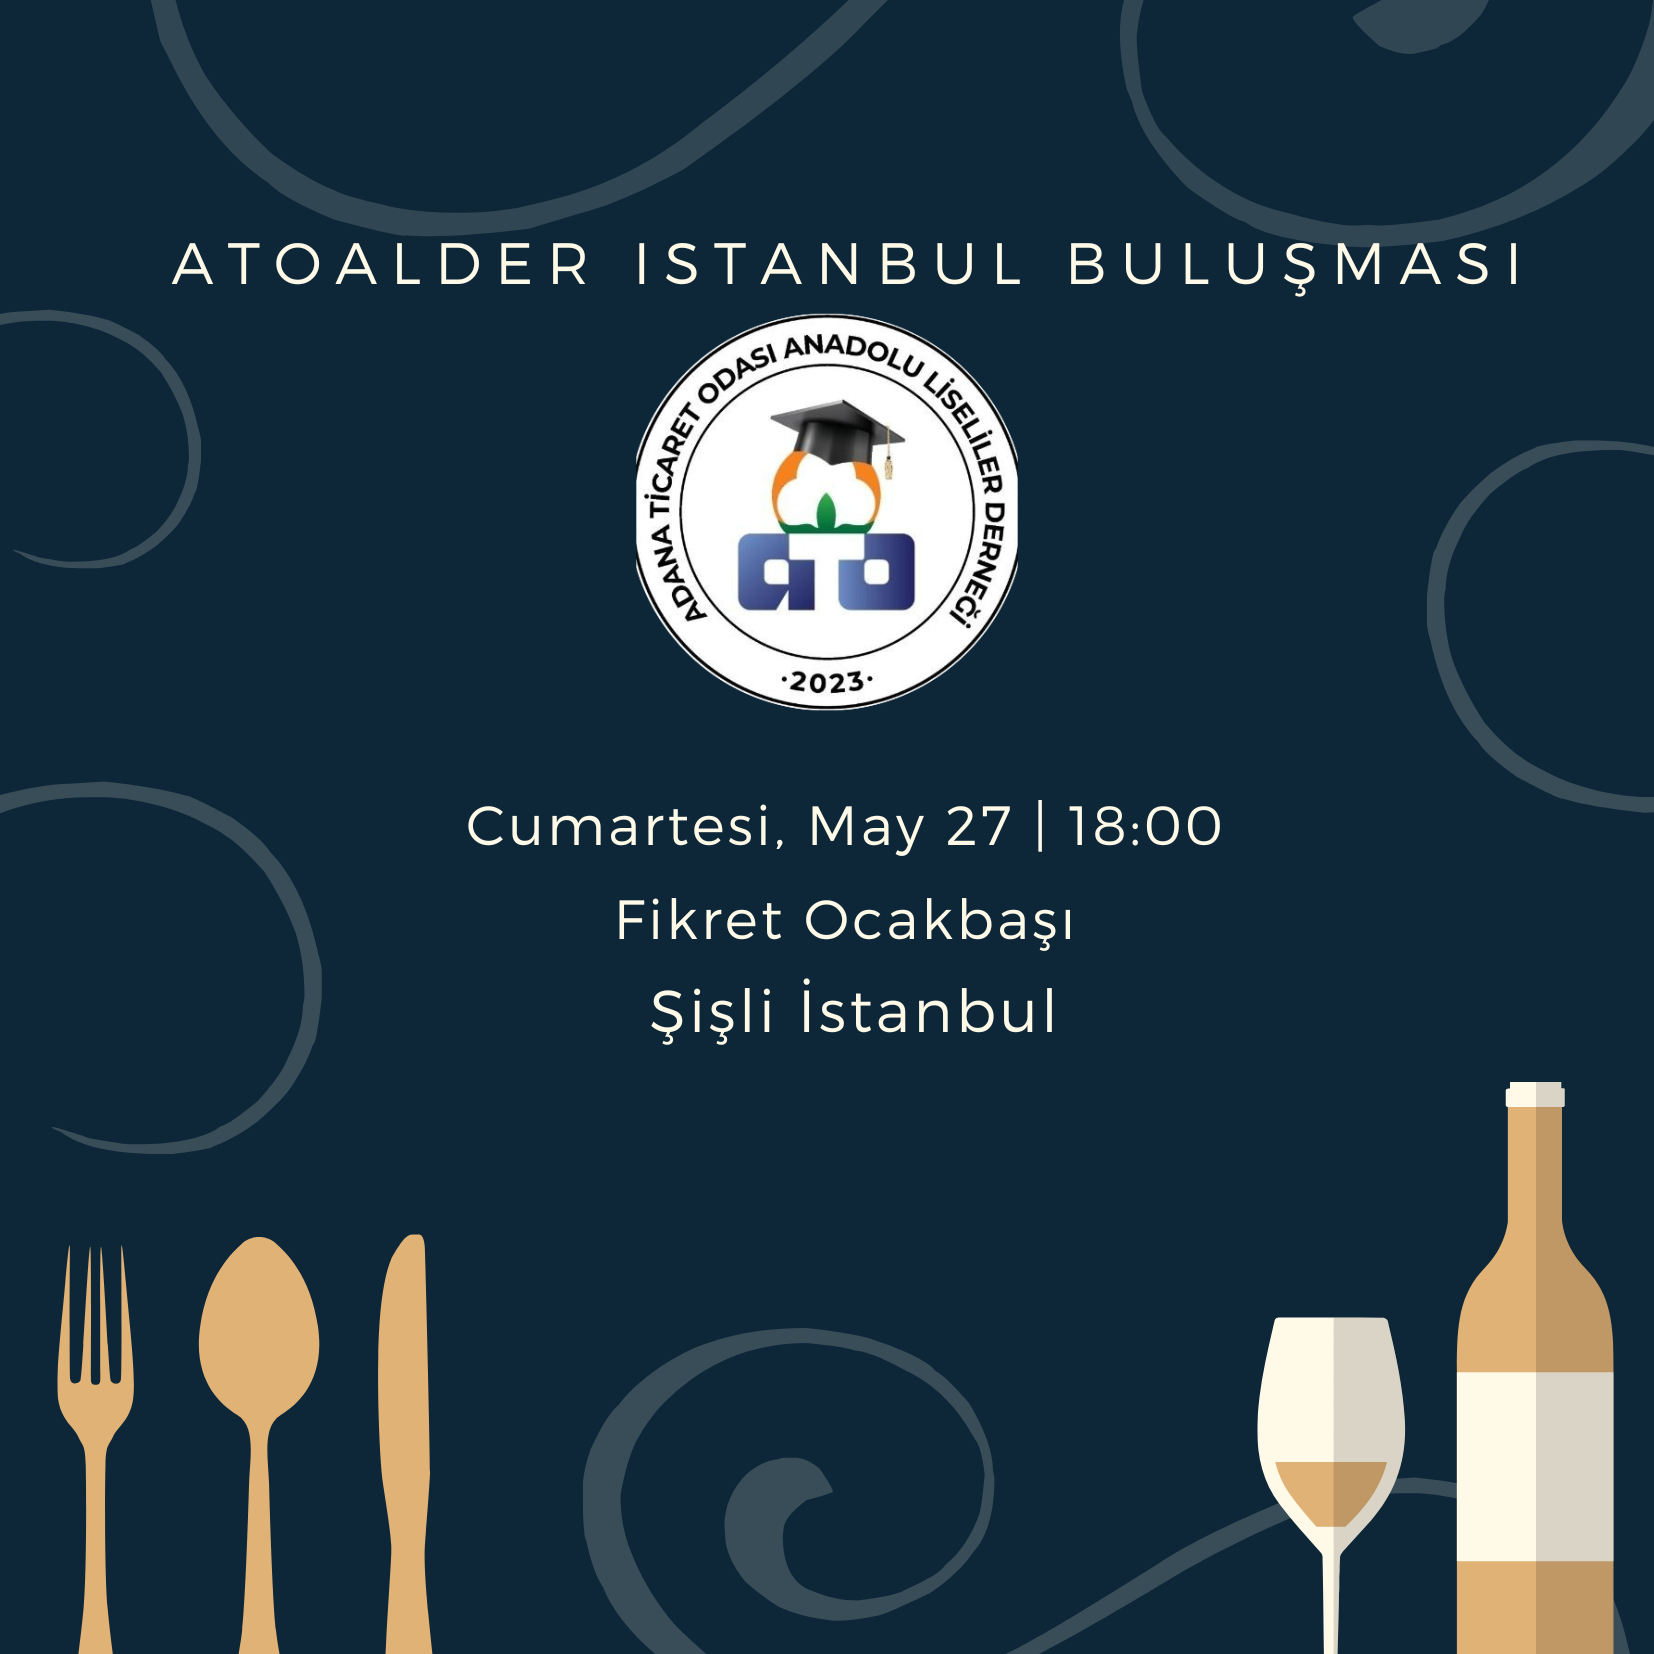 ATOALDER ISTANBUL BULUŞMASI
ADANA TİCARET ODASI ANADOLU LİSELİLER DERNEĞİ
ato
·2023·
Cumartesi, May 27 | 18:00
Fikret Ocakbaşı
Şişli İstanbul